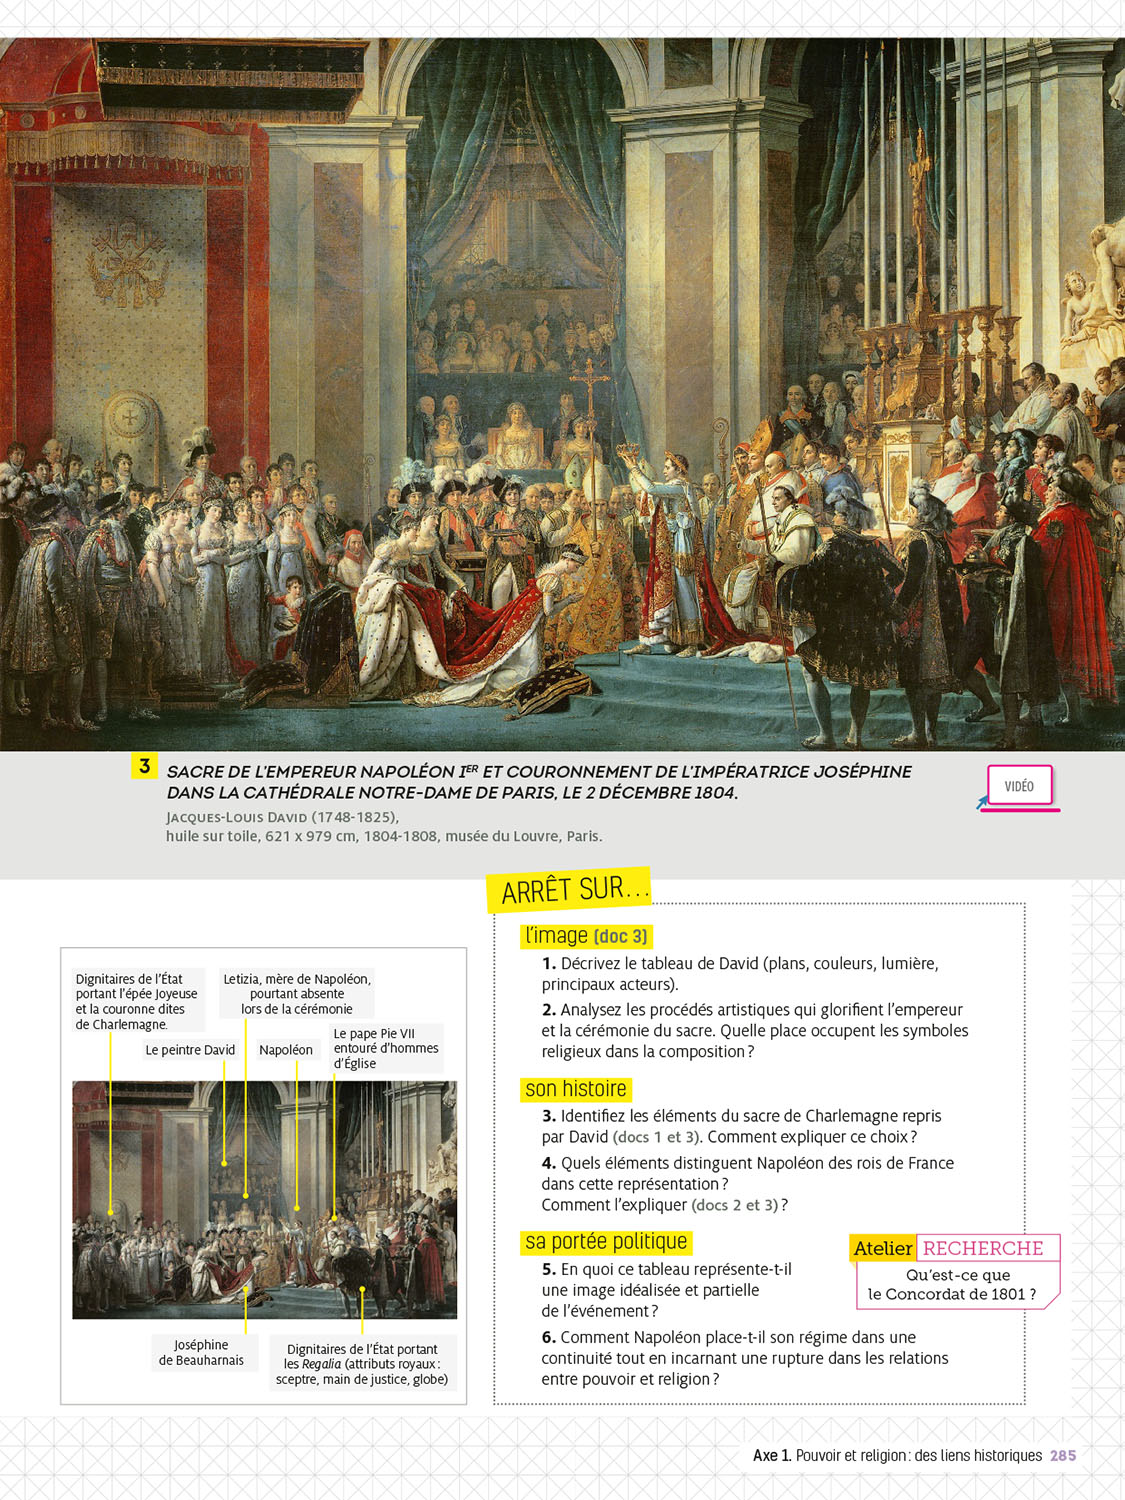 3
SACRE DE L'EMPEREUR NAPOLÉON IER ET COURONNEMENT DE L'IMPÉRATRICE JOSÉPHINE
DANS LA CATHÉDRALE NOTRE-DAME DE PARIS, LE 2 DÉCEMBRE 1804.
JACQUES-LOUIS DAVID (1748-1825),
huile sur toile, 621 x 979 cm, 1804-1808, musée du Louvre, Paris.
VIDÉO
Dignitaires de l'État
portant l'épée Joyeuse
et la couronne dites
de Charlemagne.
Letizia, mère de Napoléon,
pourtant absente
lors de la cérémonie
Le peintre David
Napoléon
Le pape Pie VII
entouré d'hommes
d'Église
Joséphine
de Beauharnais
Dignitaires de l'État portant
les Regalia (attributs royaux :
sceptre, main de justice, globe)
ARRÊT SUR...
l'image (doc 3)
1. Décrivez le tableau de David (plans, couleurs, lumière,
principaux acteurs).
2. Analysez les procédés artistiques qui glorifient l'empereur
et la cérémonie du sacre. Quelle place occupent les symboles
religieux dans la composition ?
son histoire
3. Identifiez les éléments du sacre de Charlemagne repris
par David (docs 1 et 3). Comment expliquer ce choix ?
4. Quels éléments distinguent Napoléon des rois de France
dans cette représentation ?
Comment l'expliquer (docs 2 et 3) ?
sa portée politique
5. En quoi ce tableau représente-t-il
une image idéalisée et partielle
de l'événement ?
6. Comment Napoléon place-t-il son régime dans une
continuité tout en incarnant une rupture dans les relations
entre pouvoir et religion ?
Atelier RECHERCHE
Qu'est-ce que
le Concordat de 1801 ?
Axe 1. Pouvoir et religion : des liens historiques 285